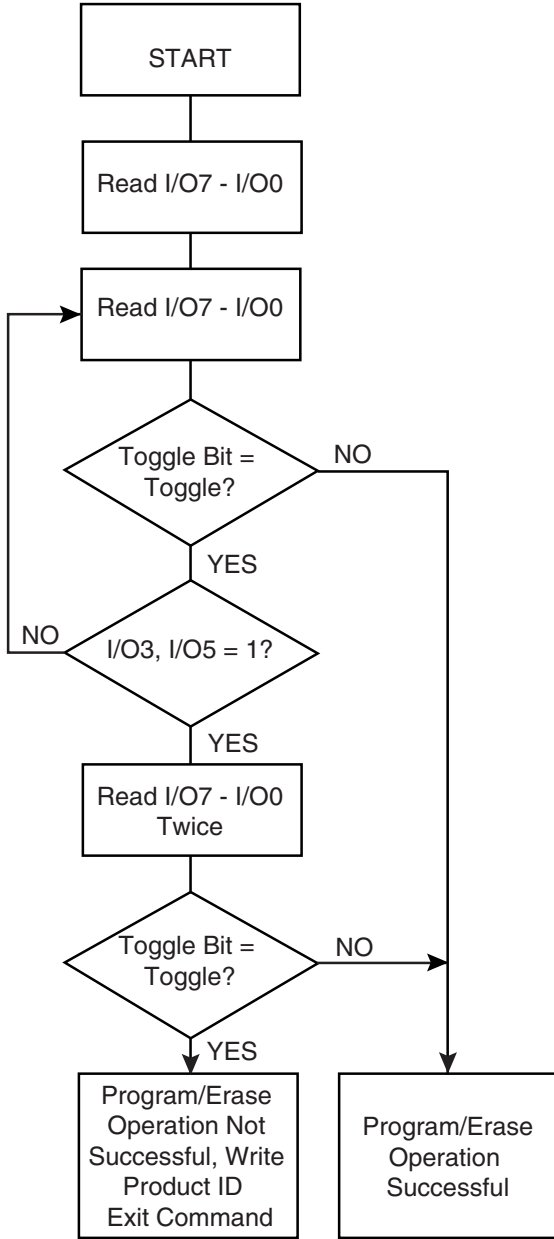 START
Read I/O7 - I/O0
Read I/O7 - I/O0
Toggle Bit =
Toggle?
NO
YES
NO
I/O3, I/O5 = 1?
YES
Read I/O7 - I/O0
Twice
Toggle Bit =
Toggle?
NO
YES
Program/Erase
Operation Not
Successful, Write
Product ID
Exit Command
Program/Erase
Operation
Successful